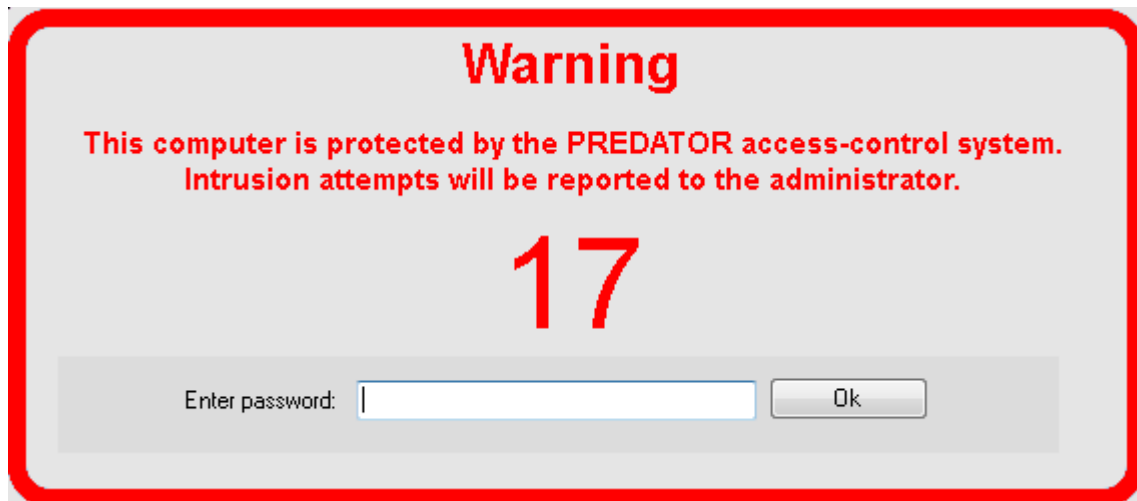 Warning
This computer is protected by the PREDATOR access-control system.
Intrusion attempts will be reported to the administrator.
17
Enter password: Ok